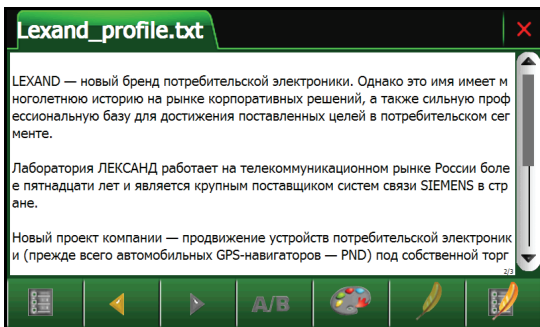 Lexand_profile.txt
LEXAND — новый бренд потребительской электроники. Однако это имя имеет м
ноголетнюю историю на рынке корпоративных решений, а также сильную проф
ессиональную базу для достижения поставленных целей в потребительском сег
менте.
Лаборатория ЛЕКСАНД работает на телекоммуникационном рынке России боле
е пятнадцати лет и является крупным поставщиком систем связи SIEMENS в стр
ане.
Новый проект компании — продвижение устройств потребительской электроник
и (прежде всего автомобильных GPS-навигаторов — PND) под собственной торг
2/3
A/B